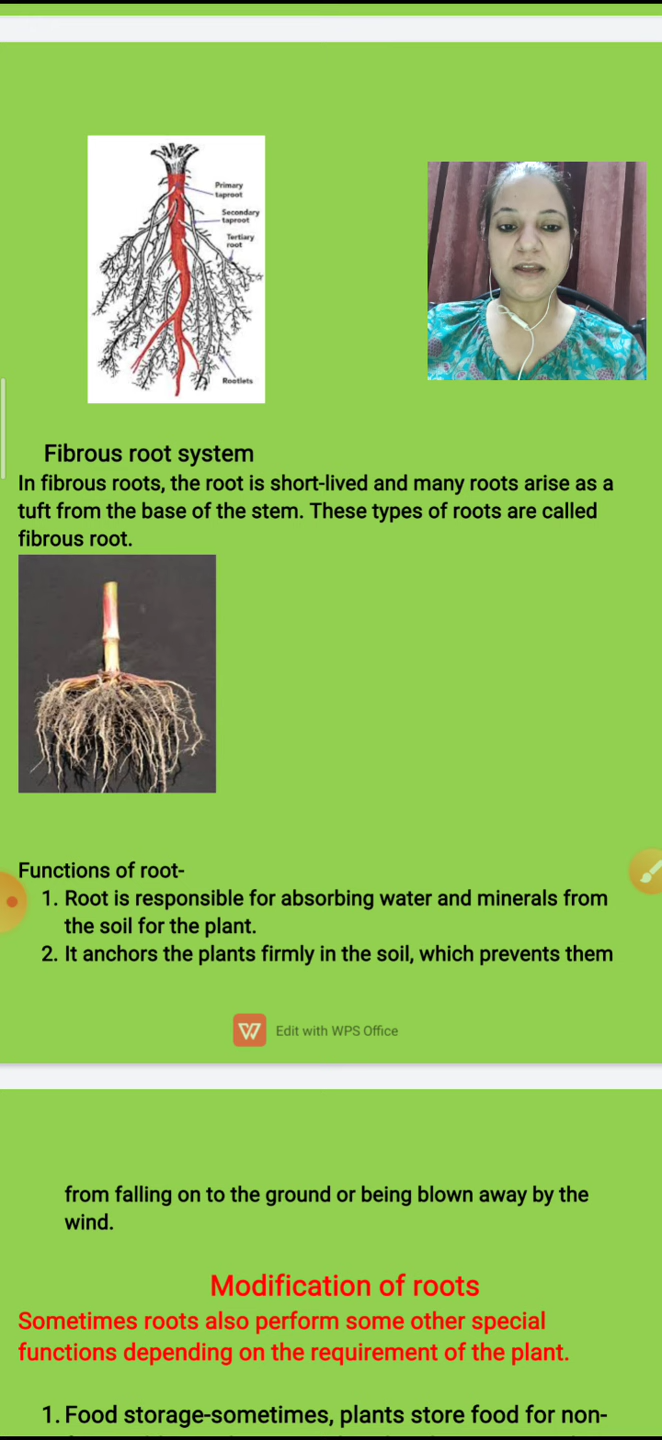 Primary
taproot
Secondary
taproot
Tertiary
root
Rootlets
Fibrous root system
In fibrous roots, the root is short-lived and many roots arise as a
tuft from the base of the stem. These types of roots are called
fibrous root.
Functions of root-
1. Root is responsible for absorbing water and minerals from
the soil for the plant.
2. It anchors the plants firmly in the soil, which prevents them
Edit with WPS Office
from falling on to the ground or being blown away by the
wind.
Modification of roots
Sometimes roots also perform some other special
functions depending on the requirement of the plant.
1. Food storage-sometimes, plants store food for non-